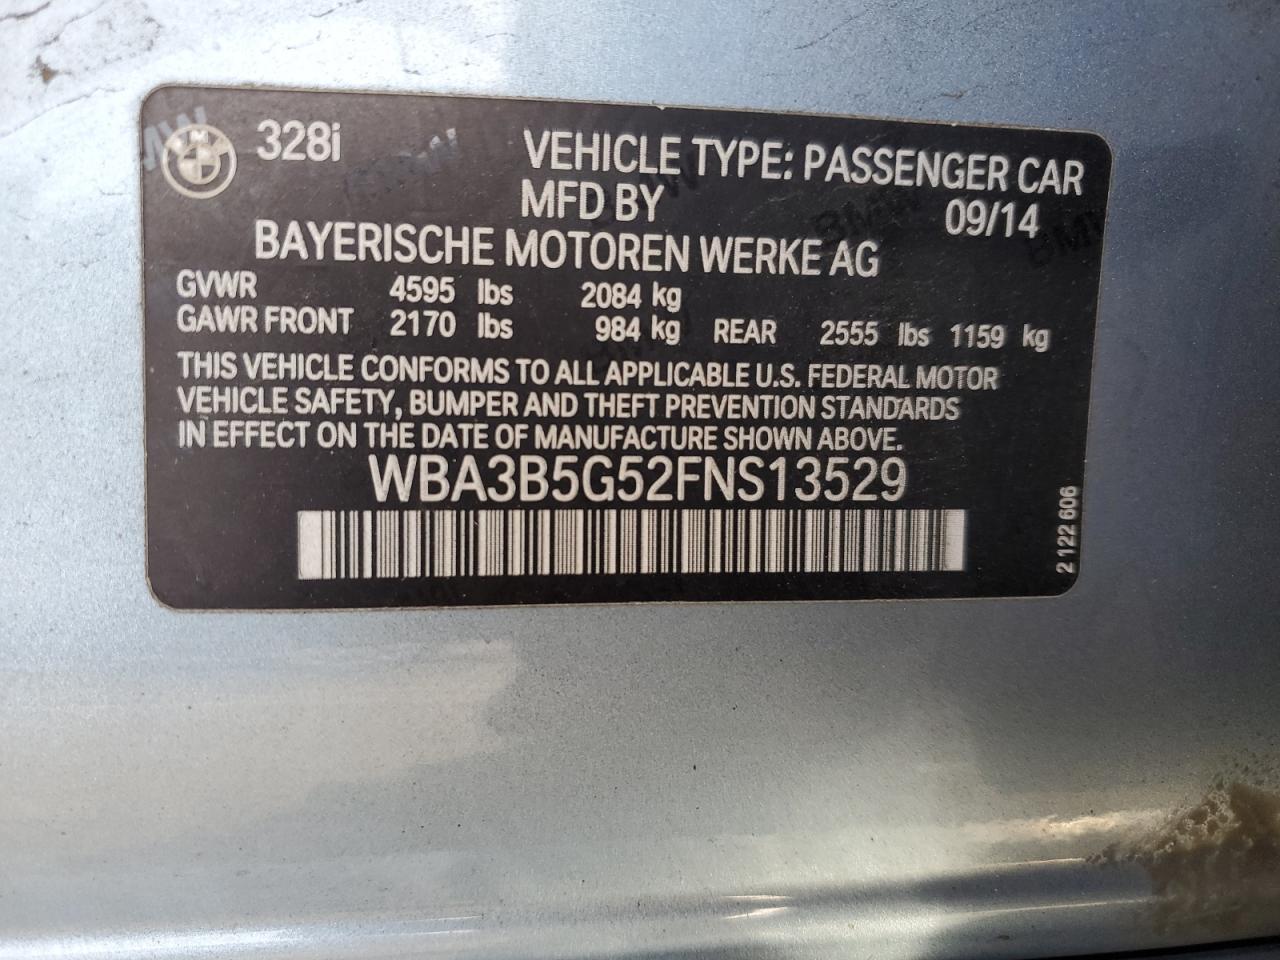 328i VEHICLE TYPE: PASSENGER CAR
MFD BY 09/14
BAYERISCHE MOTOREN WERKE AG
GVWR 4595 lbs 2084 kg
GAWR FRONT 2170 lbs 984 kg REAR 2555 lbs 1159 kg
THIS VEHICLE CONFORMS TO ALL APPLICABLE U.S. FEDERAL MOTOR
VEHICLE SAFETY, BUMPER AND THEFT PREVENTION STANDARDS
IN EFFECT ON THE DATE OF MANUFACTURE SHOWN ABOVE.
WBA3B5G52FNS13529
2 122 606